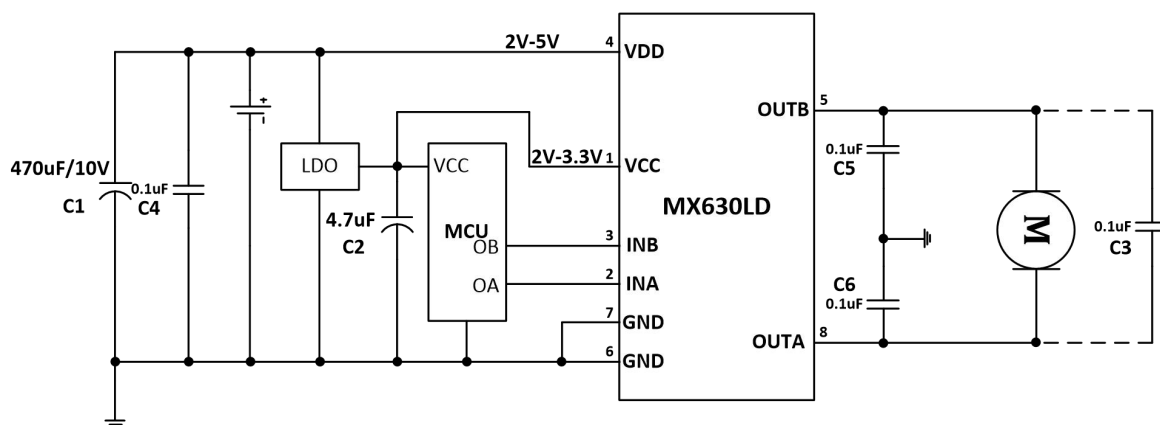 2V-5V
4
VDD
5
OUTB
+
-
470uF/10V
C1
0.1uF
C4
LDO
VCC
2V-3.3V
1
VCC
0.1uF
C5
MX630LD
4.7uF
C2
MCU
OB
3
INB
M
0.1uF
C3
OA
2
INA
C6
0.1uF
7
GND
6
GND
OUTA
8